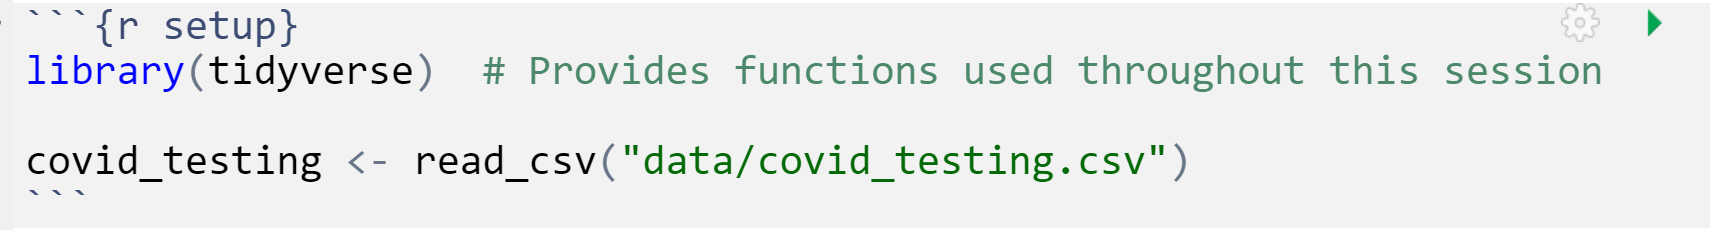 ```{r setup}
library(tidyverse)  # Provides functions used throughout this session
covid_testing <- read_csv("data/covid_testing.csv")
```